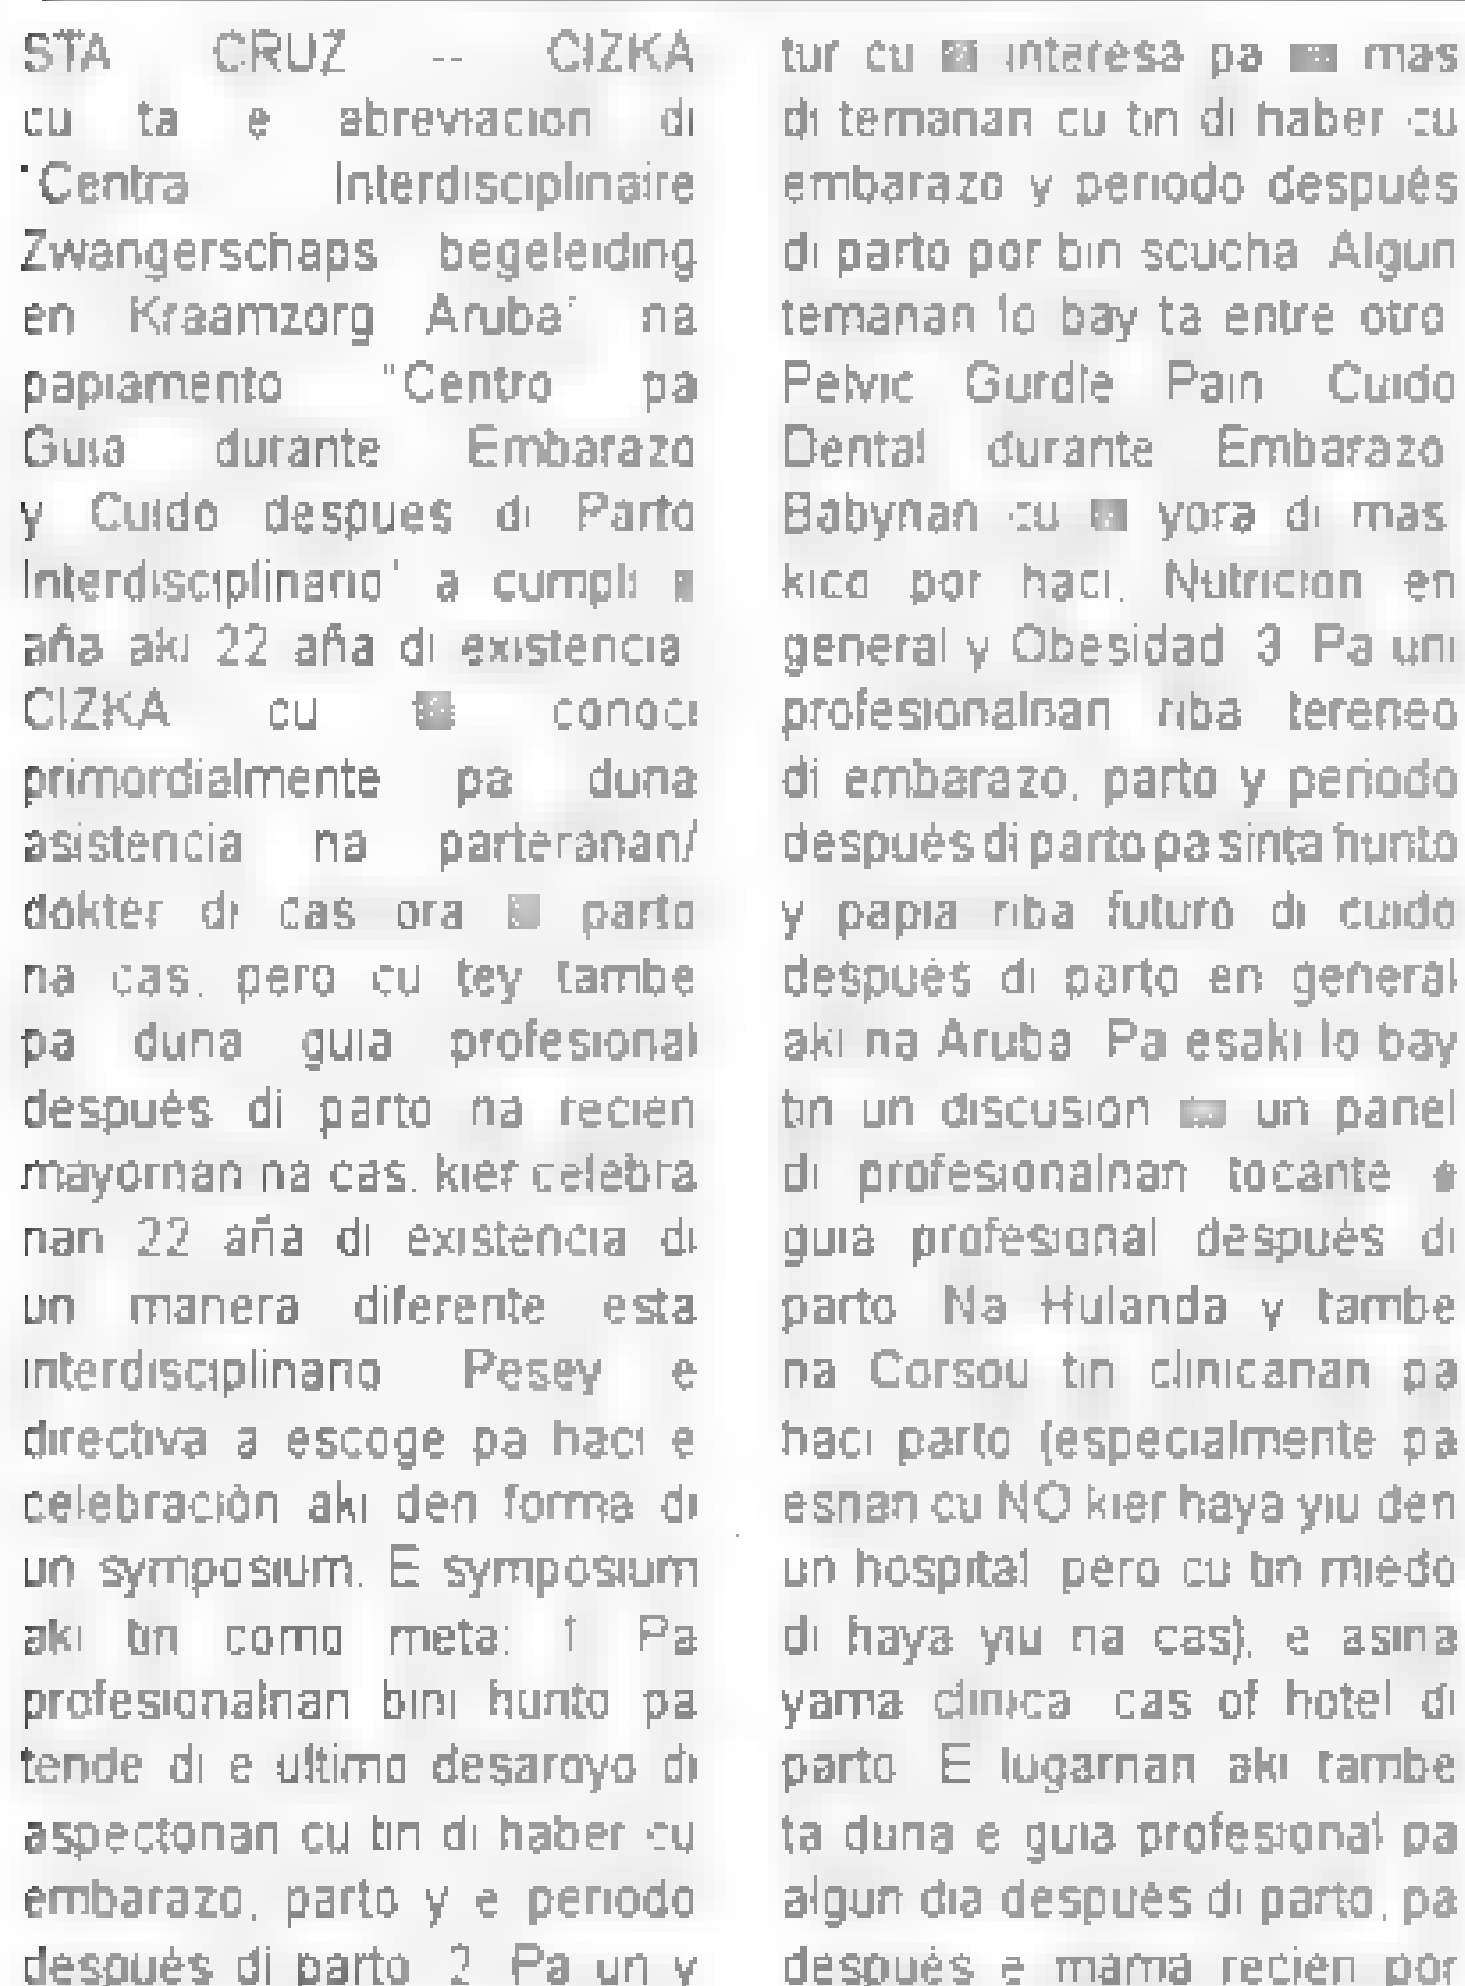 STA CRUZ -- CIZKA
cu ta e abreviacion di
"Centra Interdisciplinaire
Zwangerschaps begeleiding
en Kraamzorg Aruba" na
papiamento "Centro pa
Guia durante Embarazo
y Cuido despues di Parto
Interdisciplinario" a cumpli
aña aki 22 aña di existencia.
CIZKA cu conoci
primordialmente pa duna
asistencia na parteranan/
dokter di cas ora parto
na cas, pero cu tey tambe
pa duna guia profesional
després di parto na recien
mayornan na cas, kier celebra
nan 22 aña di existencia di
un manera diferente esta
interdisciplinario. Pesey e
directiva a escoge pa haci e
celebración aki den forma di
un symposium. E symposium
aki tin como meta: 1. Pa
profesionalnan bini hunto pa
tende di e ultimo desaroyo di
aspectonan cu tin di haber cu
embarazo, parto y e periodo
después di parto. 2. Pa un y
tur cu interesa pa mas
di temanan cu tin di haber cu
embarazo y periodo después
di parto por bin scucha. Algun
temanan lo bay ta entre otro
Pelvic Gurdle Pain Cuido
Dental durante Embarazo
Babynan cu yora di mas
kico por haci, Nutricion en
general y Obesidad. 3. Pa uni
profesionalnan riba tereneo
di embarazo, parto y periodo
después di parto pa sinta hunto
y papia riba futuro di cuido
después di parto en general
aki na Aruba. Pa esaki lo bay
tin un discusion un panel
di profesionalnan tocante e
guia profesional después di
parto. Na Hulanda y tambe
na Corsou tin clinicanan pa
haci parto (especialmente pa
esnan cu NO kier haya yiu den
un hospital, pero cu tin miedo
di haya yiu na cas), e asina
yama clinica, cas of hotel di
parto. E lugarnan aki tambe
ta duna e guia profesional pa
algun dia después di parto, pa
después e mama recien por